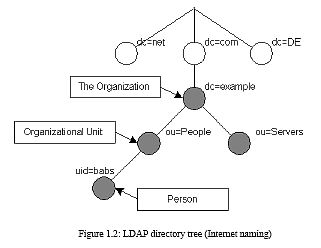 dc=net dc=com dc=DE
The Organization dc=example
Organizational Unit ou=People ou=Servers
uid=babs
Person
Figure 1.2: LDAP directory tree (Internet naming)